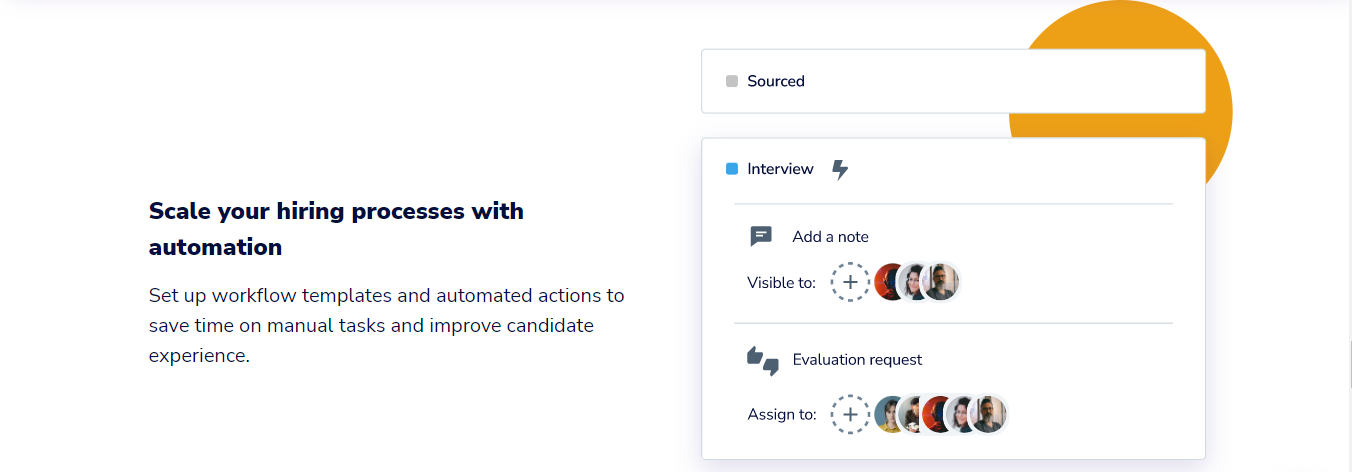 Scale your hiring processes with
automation
Set up workflow templates and automated actions to
save time on manual tasks and improve candidate
experience.
Sourced
Interview
Add a note
Visible to:
Evaluation request
Assign to: